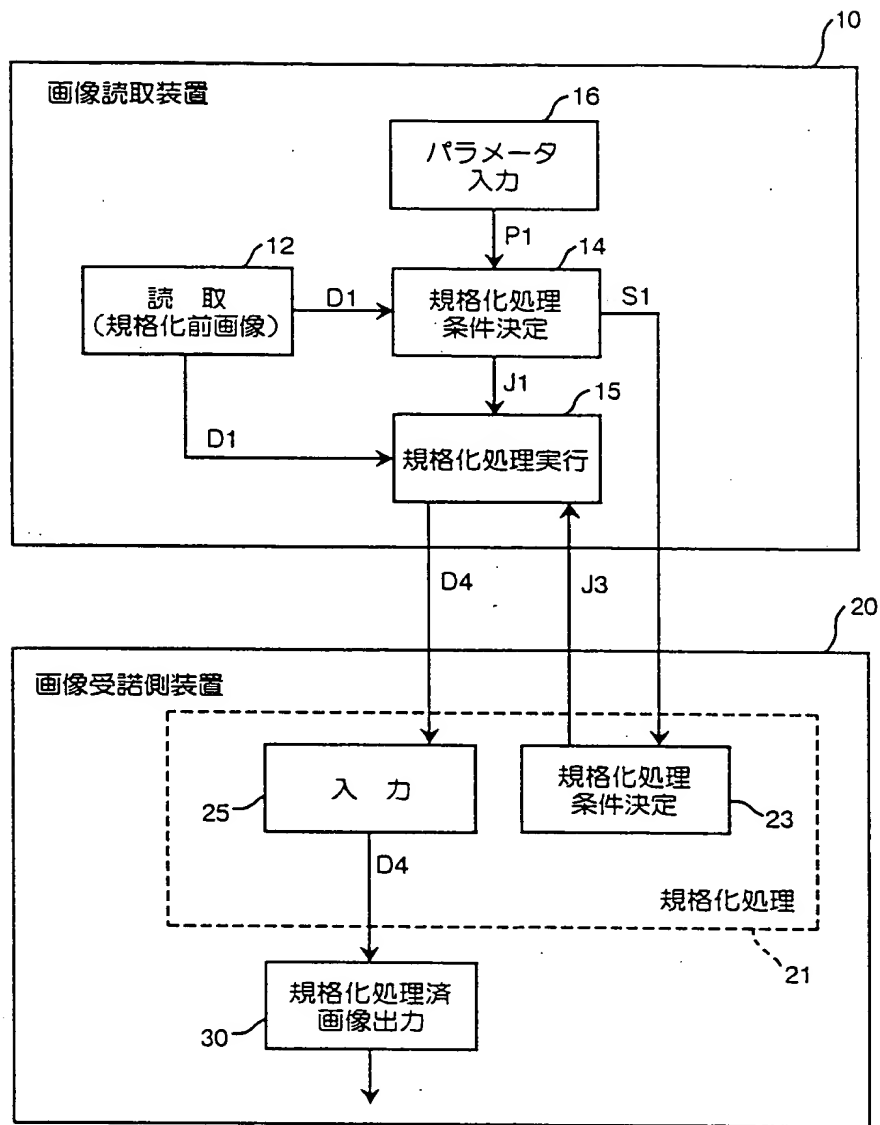 10
画像読取装置
16
パラメータ
入力
P1
12
14
読　取
(規格化前画像)
D1
規格化処理
条件決定
S1
J1
15
D1
規格化処理実行
D4
J3
20
画像受諾側装置
入　力
規格化処理
条件決定
25
23
D4
規格化処理
21
規格化処理済
画像出力
30